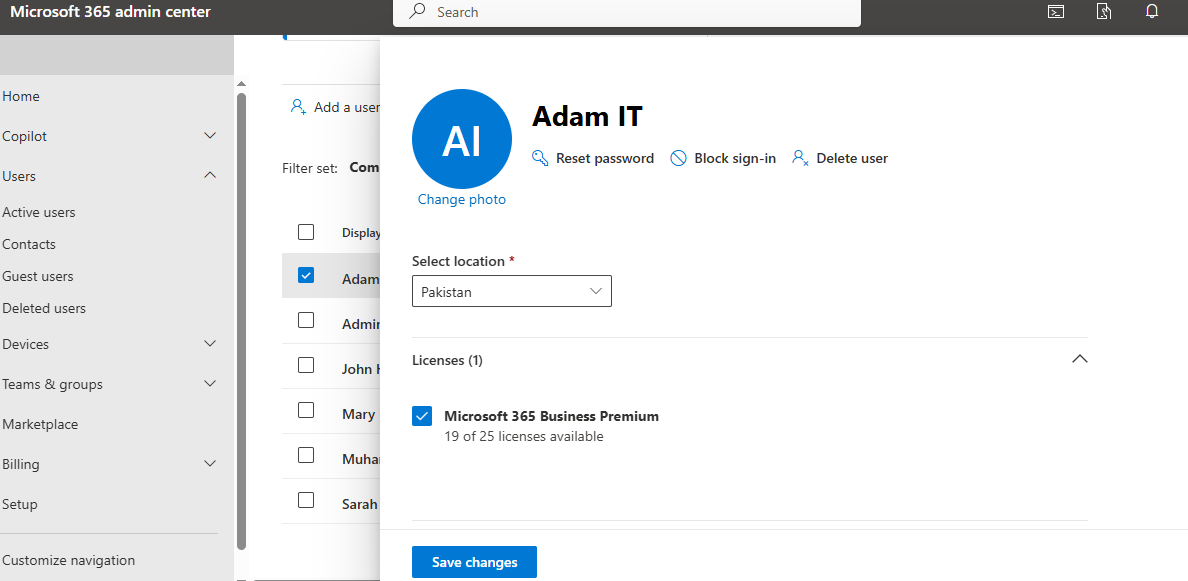 Microsoft 365 admin center
Search
Home
Copilot
Users
Active users
Contacts
Guest users
Deleted users
Devices
Teams & groups
Marketplace
Billing
Setup
Customize navigation
Add a user
Filter set: Com
Display
Adam
Admin
John H
Mary
Muha
Sarah
AI
Change photo
Adam IT
Reset password Block sign-in Delete user
Select location *
Pakistan
Licenses (1)
Microsoft 365 Business Premium
19 of 25 licenses available
Save changes